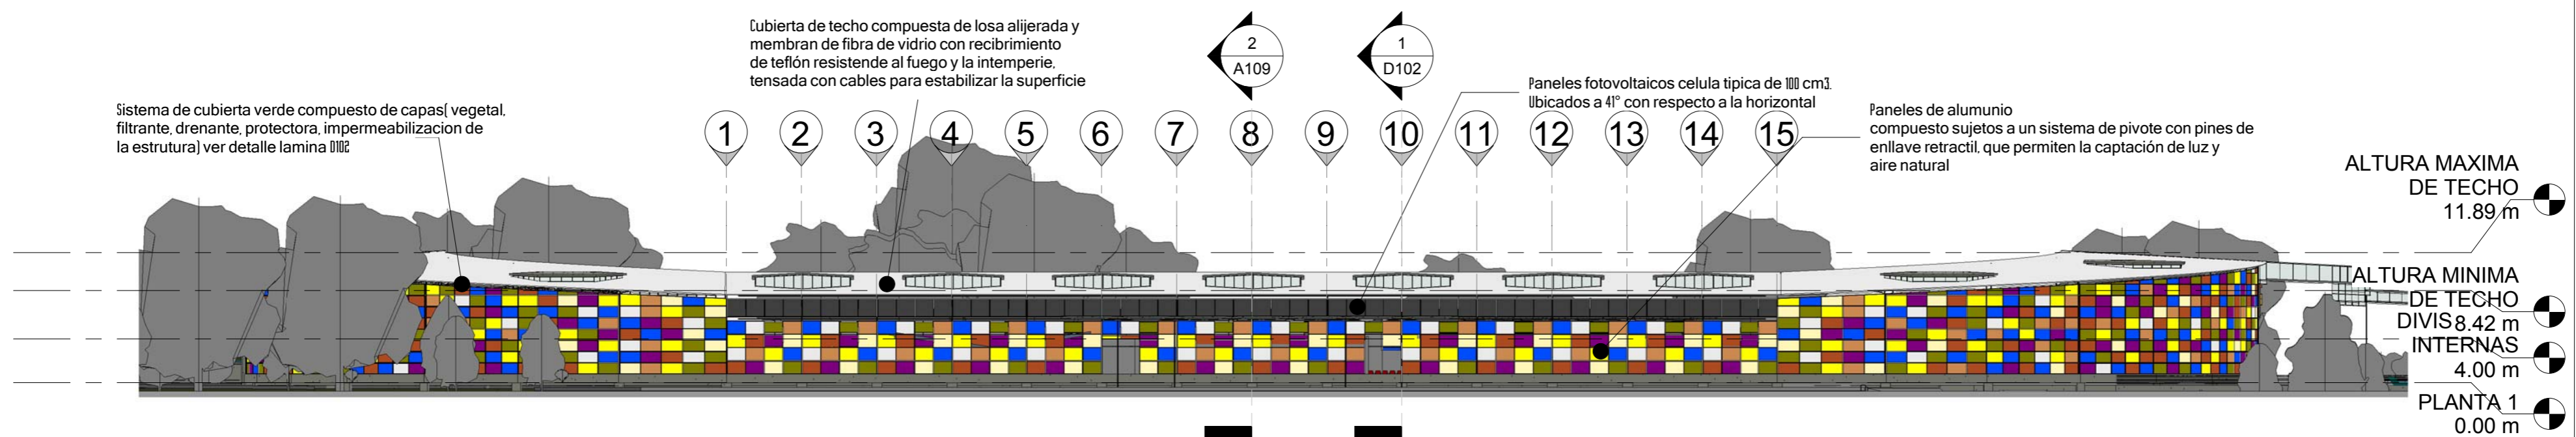 Sistema de cubierta verde compuesto de capas( vegetal,
filtrante, drenante, protectora, impermeabilizacion de
la estrutura) ver detalle lamina D102
Cubierta de techo compuesta de losa alijerada y
membran de fibra de vidrio con recibrimiento
de teflón resistende al fuego y la intemperie,
tensada con cables para estabilizar la superficie
2
A109
1
D102
Paneles fotovoltaicos celula tipica de 100 cm3.
Ubicados a 41° con respecto a la horizontal
Paneles de alumunio
compuesto sujetos a un sistema de pivote con pines de
enllave retractil, que permiten la captación de luz y
aire natural
1 2 3 4 5 6 7 8 9 10 11 12 13 14 15
ALTURA MAXIMA
DE TECHO
11.89 m
ALTURA MINIMA
DE TECHO
8.42 m
DIVIS
INTERNAS
4.00 m
PLANTA 1
0.00 m